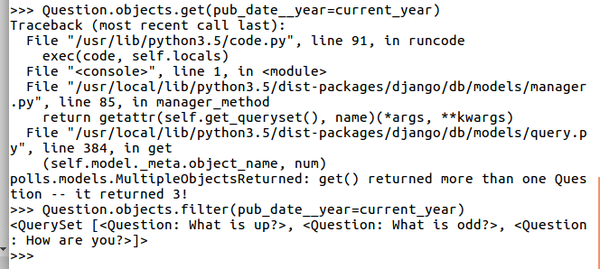 >>> Question.objects.get(pub_date__year=current_year)
Traceback (most recent call last):
  File "/usr/lib/python3.5/code.py", line 91, in runcode
    exec(code, self.locals)
  File "<console>", line 1, in <module>
  File "/usr/local/lib/python3.5/dist-packages/django/db/models/manager
.py", line 85, in manager_method
    return getattr(self.get_queryset(), name)(*args, **kwargs)
  File "/usr/local/lib/python3.5/dist-packages/django/db/models/query.p
y", line 384, in get
    (self.model._meta.object_name, num)
polls.models.MultipleObjectsReturned: get() returned more than one Ques
tion -- it returned 3!
>>> Question.objects.filter(pub_date__year=current_year)
<QuerySet [<Question: What is up?>, <Question: What is odd?>, <Question
: How are you?>]>
>>>